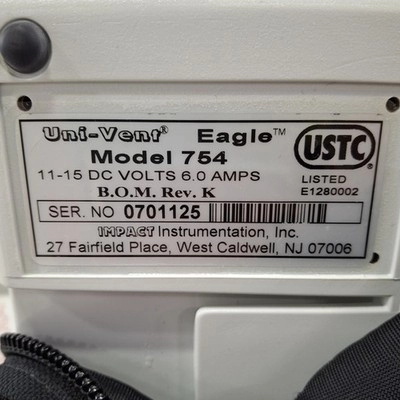 Uni-Vent® Eagle™
Model 754
11-15 DC VOLTS 6.0 AMPS
B.O.M. Rev. K
USTC
LISTED
E1280002
SER. NO 0701125
IMPACT Instrumentation, Inc.
27 Fairfield Place, West Caldwell, NJ 07006